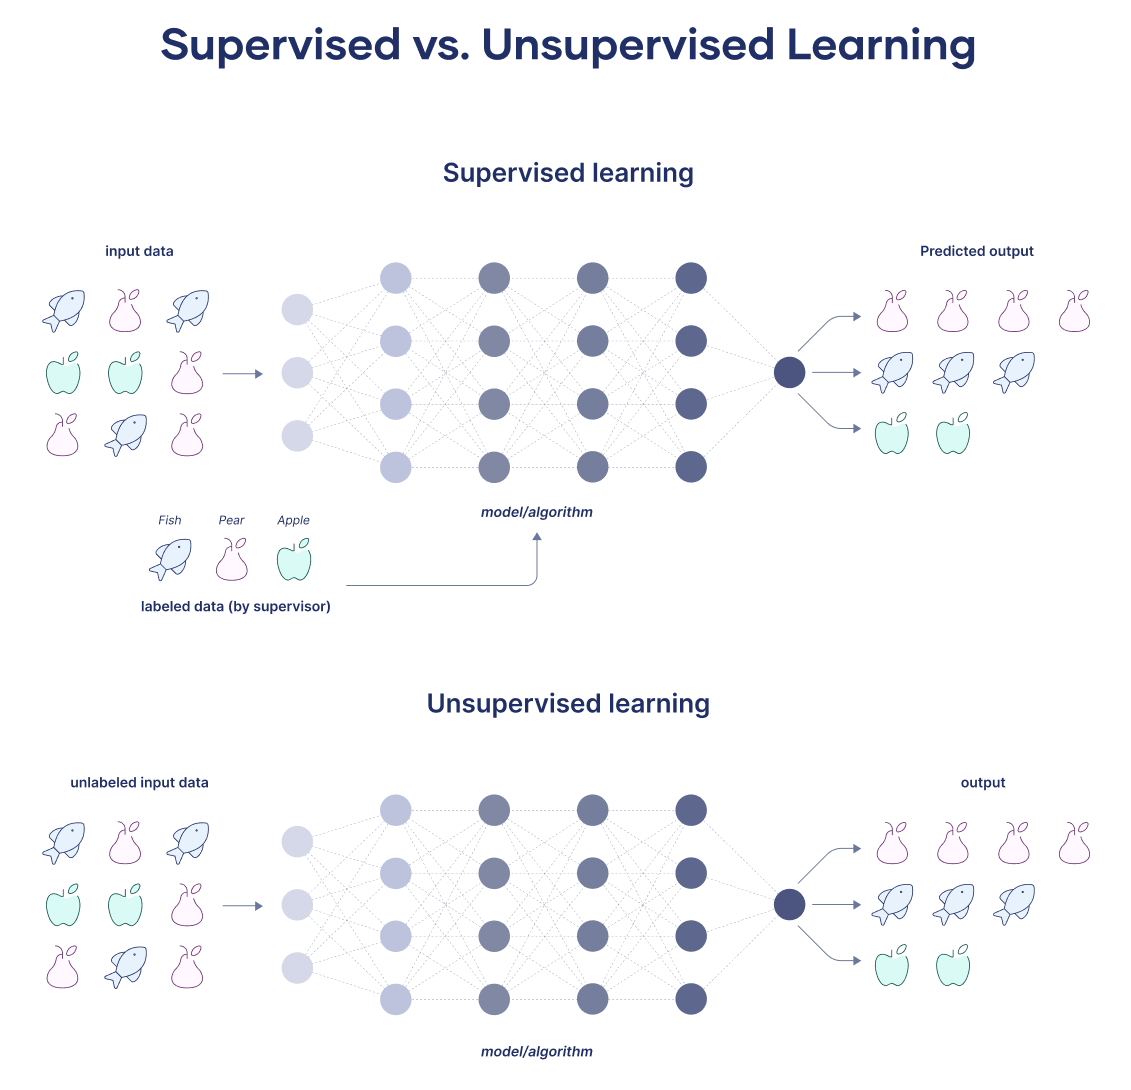 Supervised vs. Unsupervised Learning
Supervised learning
input data
Predicted output
model/algorithm
Fish Pear Apple
labeled data (by supervisor)
Unsupervised learning
unlabeled input data
output
model/algorithm